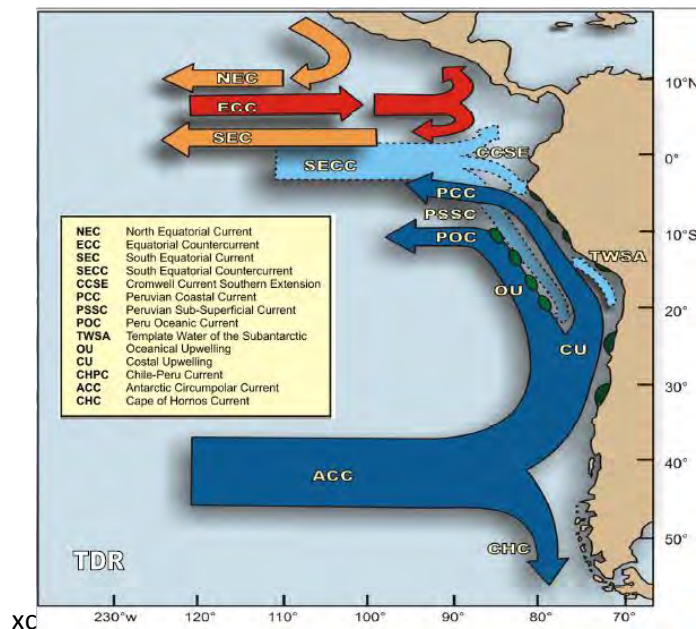 NEC
10°N
ECC
SEC
CCSE
0°
SECC
PCC
PSSC
POC
10°S
TWSA
OU
20°
CU
30°
ACC
40°
CHC
50°
TDR
NEC North Equatorial Current
ECC Equatorial Countercurrent
SEC South Equatorial Current
SECC South Equatorial Countercurrent
CCSE Cromwell Current Southern Extension
PCC Peruvian Coastal Current
PSSC Peruvian Sub-Superficial Current
POC Peru Oceanic Current
TWSA Template Water of the Subantarctic
OU Oceanical Upwelling
CU Costal Upwelling
CHPC Chile-Peru Current
ACC Antarctic Circumpolar Current
CHC Cape of Hornos Current
230°w 120° 110° 100° 90° 80° 70°
xc